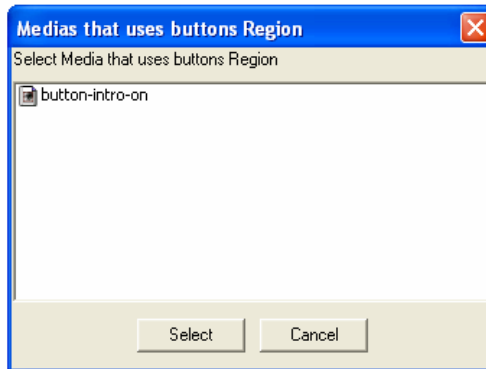 Medias that uses buttons Region
Select Media that uses buttons Region
button-intro-on
Select Cancel